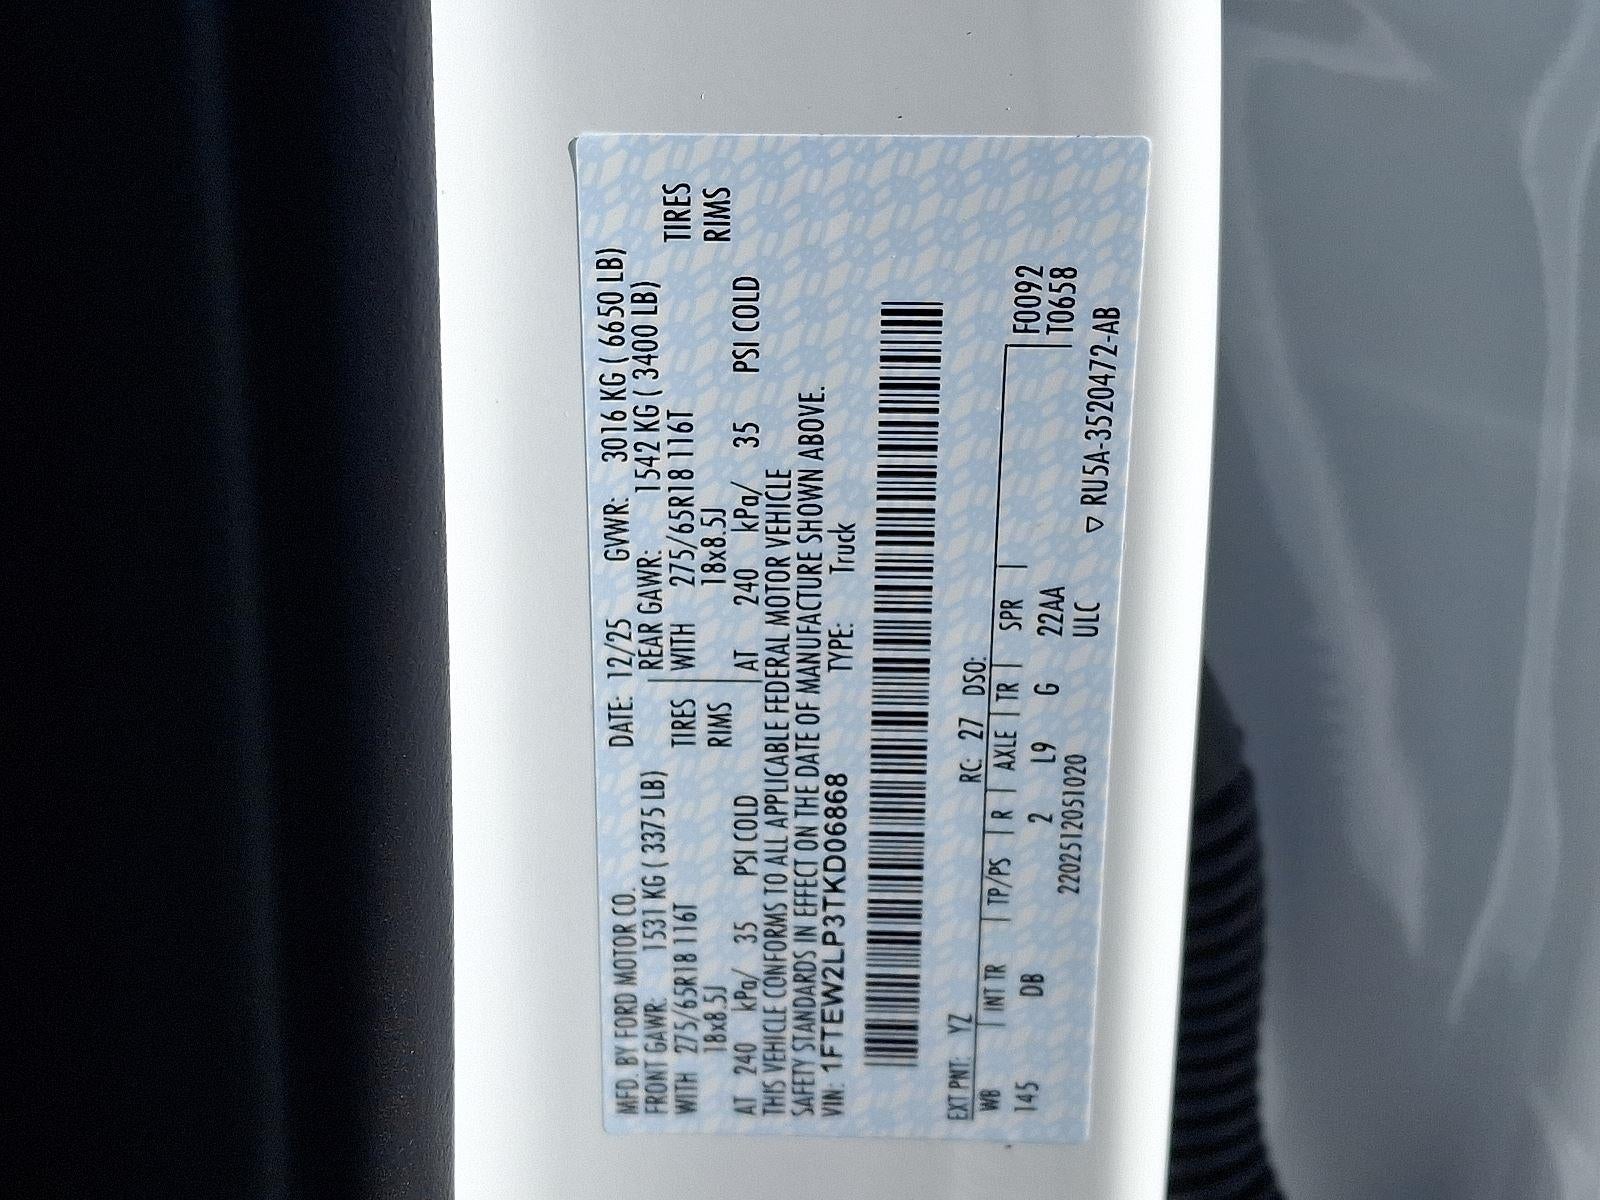 MFD. BY FORD MOTOR CO. DATE: 12/25 GVWR: 3016 KG ( 6650 LB)
FRONT GAWR: 1531 KG ( 3375 LB) REAR GAWR: 1542 KG ( 3400 LB)
WITH 275/65R18 116T TIRES WITH 275/65R18 116T TIRES
18x8.5J RIMS 18x8.5J RIMS
AT 240 kPa/ 35 PSI COLD AT 240 kPa/ 35 PSI COLD
THIS VEHICLE CONFORMS TO ALL APPLICABLE FEDERAL MOTOR VEHICLE
SAFETY STANDARDS IN EFFECT ON THE DATE OF MANUFACTURE SHOWN ABOVE.
VIN: 1FTEW2LP3TKD06868 TYPE: Truck
EXT PNT: YZ RC: 27 DSO:
WB INT TR TP/PS R AXLE TR SPR F0092
145 DB 2 L9 G 22AA T0658
2202512051020 ULC ▽ RU5A-3520472-AB